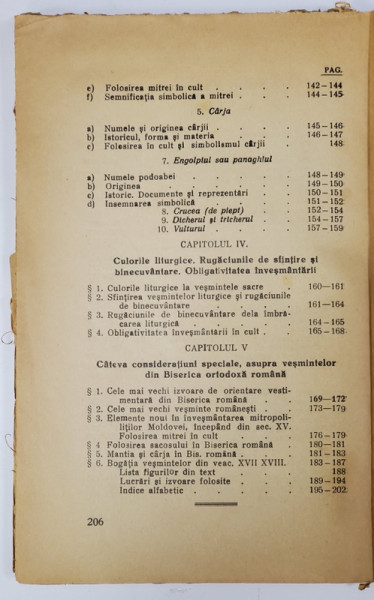 PAG.
e) Folosirea mitrei în cult . . . . 142–144
f) Semnificația simbolică a mitrei . . . . 144–145
5. Cârja
a) Numele și originea cârjii . . . . 145–146
b) Istoricul, forma și materia . . . . 146–147
c) Folosirea în cult și simbolismul cârjii . . 148
7. Engolpiul sau panaghiul
a) Numele podoabei . . . . 148–149
b) Originea . . . . 149–150
c) Istoric. Documente și reprezentări . . 150–151
d) Insemnarea simbolică . . . . 151–152
8. Crucea (de piept) . . . 152–154
9. Dicherul și tricherul . . . 154–157
10. Vulturul . . . . 157–159
CAPITOLUL IV.
Culorile liturgice. Rugăciunile de sfințire și
binecuvântare. Obligativitatea înveșmântării
§ 1. Culorile liturgice la veșmintele sacre . 160–161
§ 2. Sfințirea veșmintelor liturgice și rugăciunile
de binecuvântare . . . . 161–164
§ 3. Rugăciunile de binecuvântare dela îmbră-
carea liturgică . . . . 164–165
§ 4. Obligativitatea înveșmântării în cult . . 165–168
CAPITOLUL V
Câteva considerațiuni speciale, asupra veșmintelor
din Biserica ortodoxă română
§ 1. Cele mai vechi izvoare de orientare vesti-
mentară din Biserica română . . 169–172
§ 2. Cele mai vechi veșminte românești . . 173–179
§ 3. Elemente noui în înveșmântarea mitropo-
liților Moldovei, începând din sec. XV.
Folosirea mitrei în cult . . . 176–179
§ 4 Folosirea sacosului în Biserica română . 180–181
§ 5. Mantia și cârja în Bis. română . . . 181–183
§ 6. Bogăția veșmintelor din veac. XVII XVIII. 183–187
Lista figurilor din text . . . 188
Lucrări și izvoare folosite . . . 189–194
Indice alfabetic . . . . 195–202
206